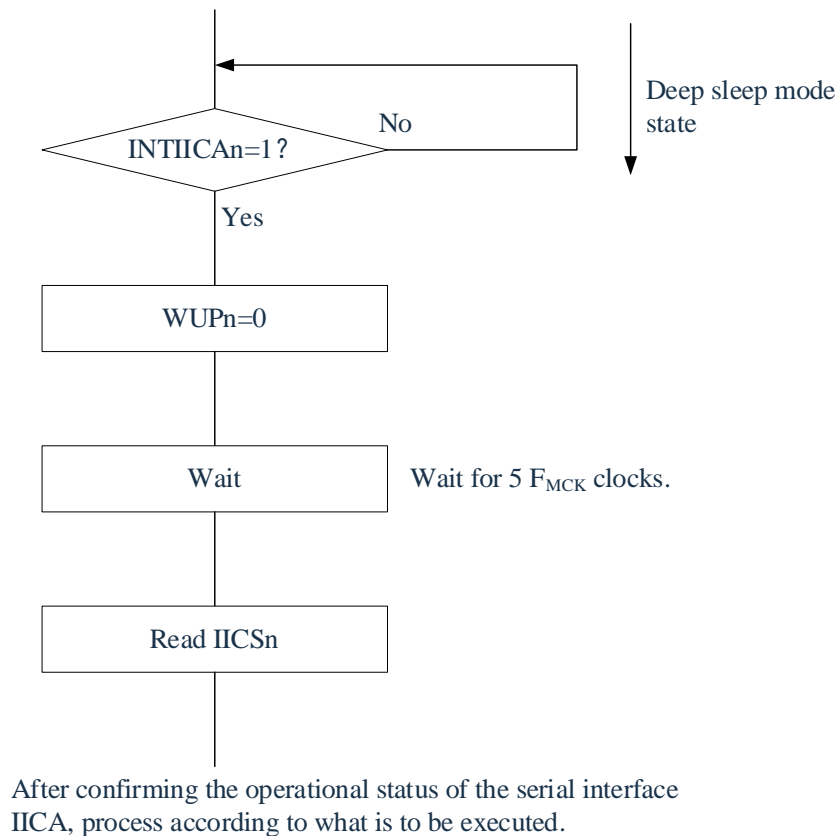 Deep sleep mode
state
No
INTIICAn=1?
Yes
WUPn=0
Wait
Wait for 5 FMCK clocks.
Read IICSn
After confirming the operational status of the serial interface
IICA, process according to what is to be executed.